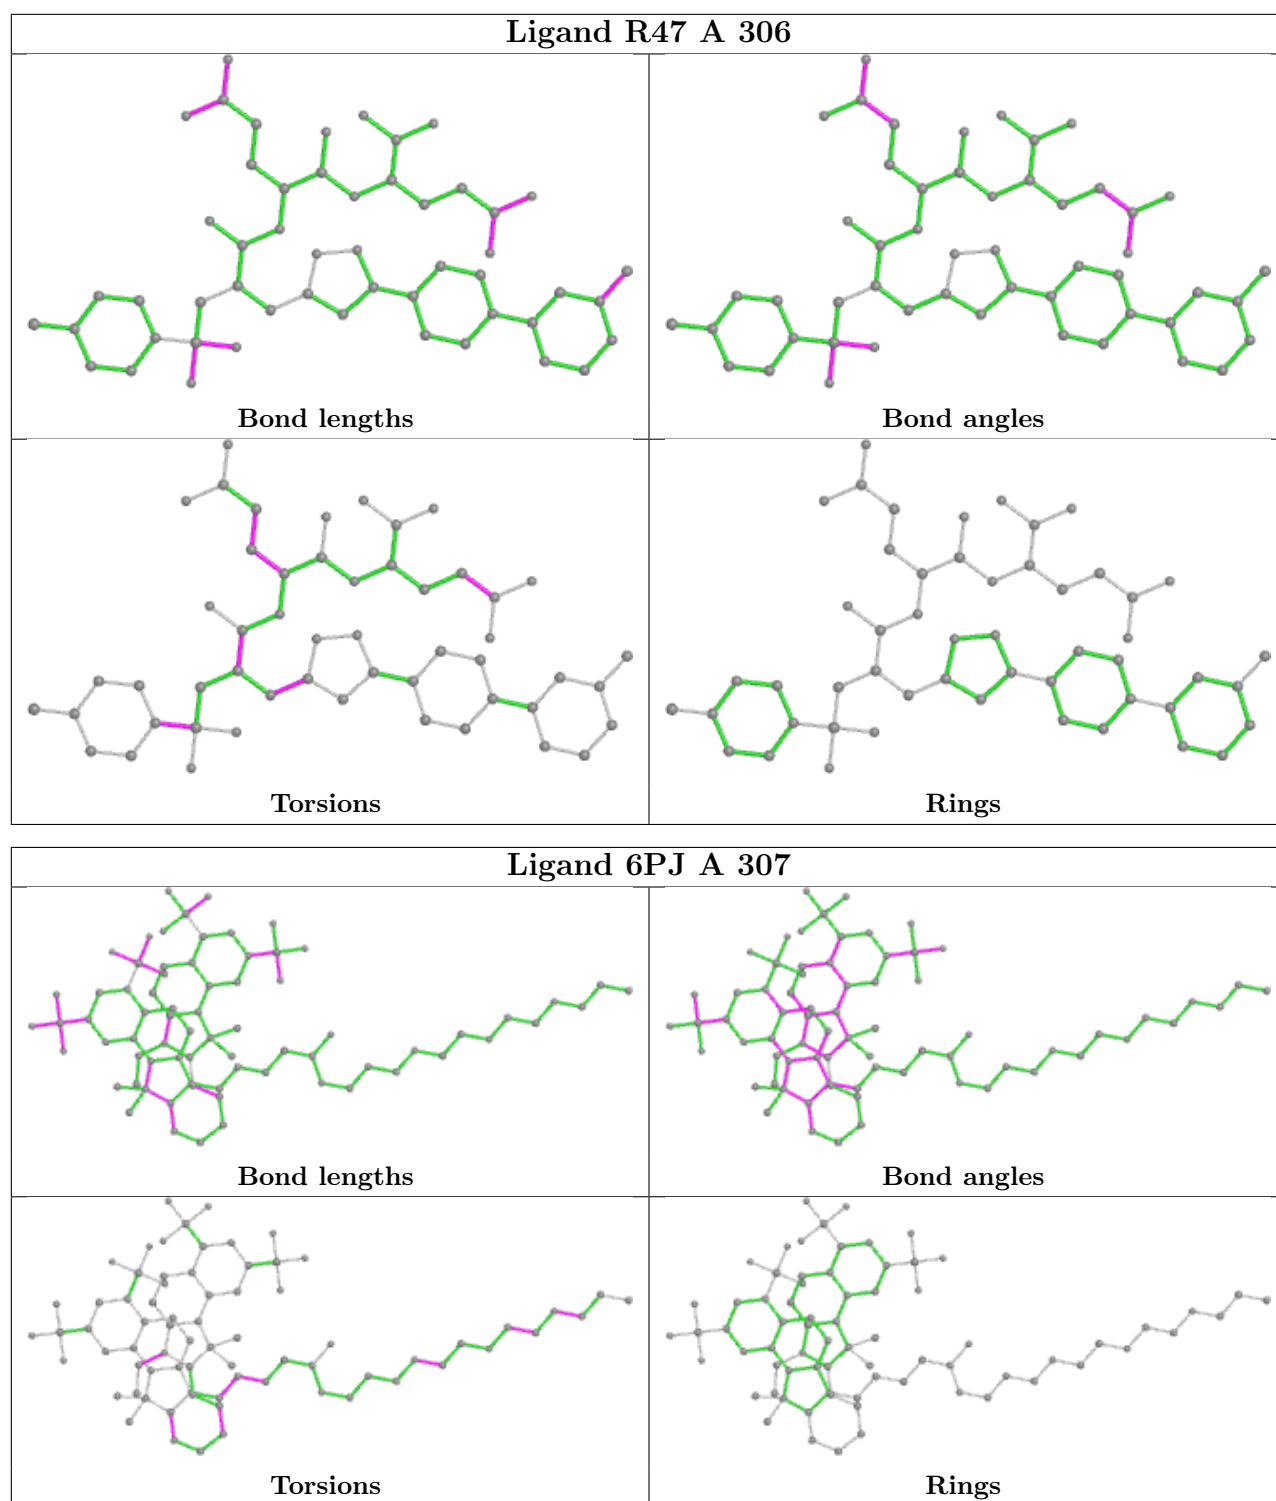 Ligand R47 A 306
Bond lengths
Bond angles
Torsions
Rings
Ligand 6PJ A 307
Bond lengths
Bond angles
Torsions
Rings